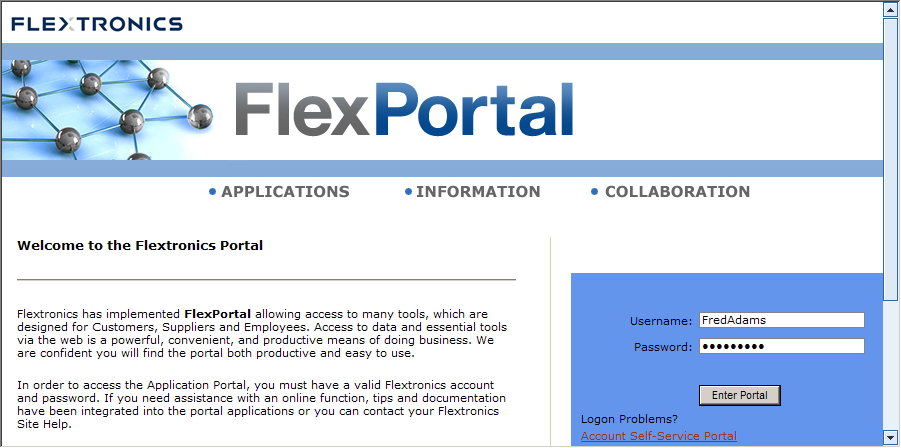 FLEXTRONICS
FlexPortal
• APPLICATIONS • INFORMATION • COLLABORATION
Welcome to the Flextronics Portal
Flextronics has implemented FlexPortal allowing access to many tools, which are
designed for Customers, Suppliers and Employees. Access to data and essential tools
via the web is a powerful, convenient, and productive means of doing business. We
are confident you will find the portal both productive and easy to use.
In order to access the Application Portal, you must have a valid Flextronics account
and password. If you need assistance with an online function, tips and documentation
have been integrated into the portal applications or you can contact your Flextronics
Site Help.
Username: FredAdams
Password: •••••••••
Enter Portal
Logon Problems?
Account Self-Service Portal